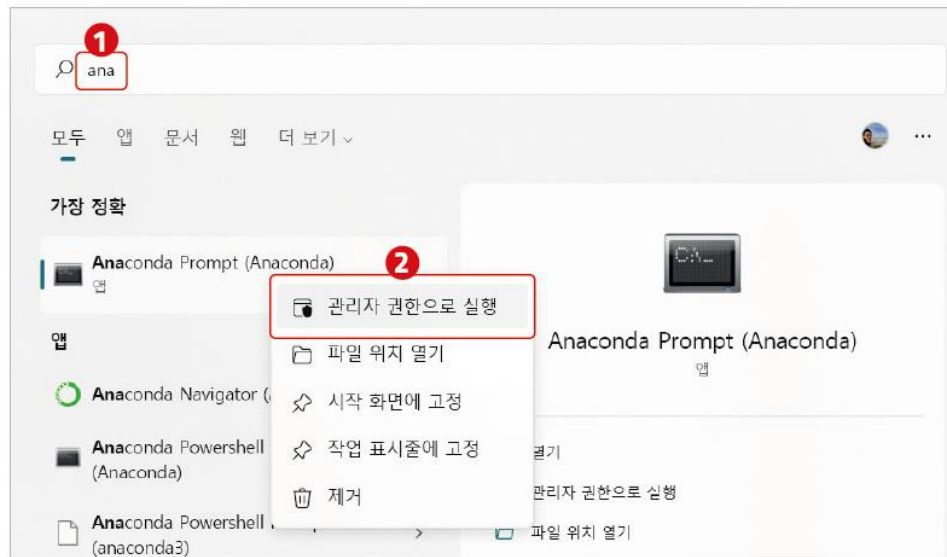 1
ana
모두 앱 문서 웹 더 보기
가장 정확
Anaconda Prompt (Anaconda)
앱
2
관리자 권한으로 실행
파일 위치 열기
시작 화면에 고정
작업 표시줄에 고정
제거
앱
Anaconda Navigator (
Anaconda Powershell
(Anaconda)
Anaconda Powershell
(anaconda3)
C:\_
Anaconda Prompt (Anaconda)
앱
열기
관리자 권한으로 실행
파일 위치 열기